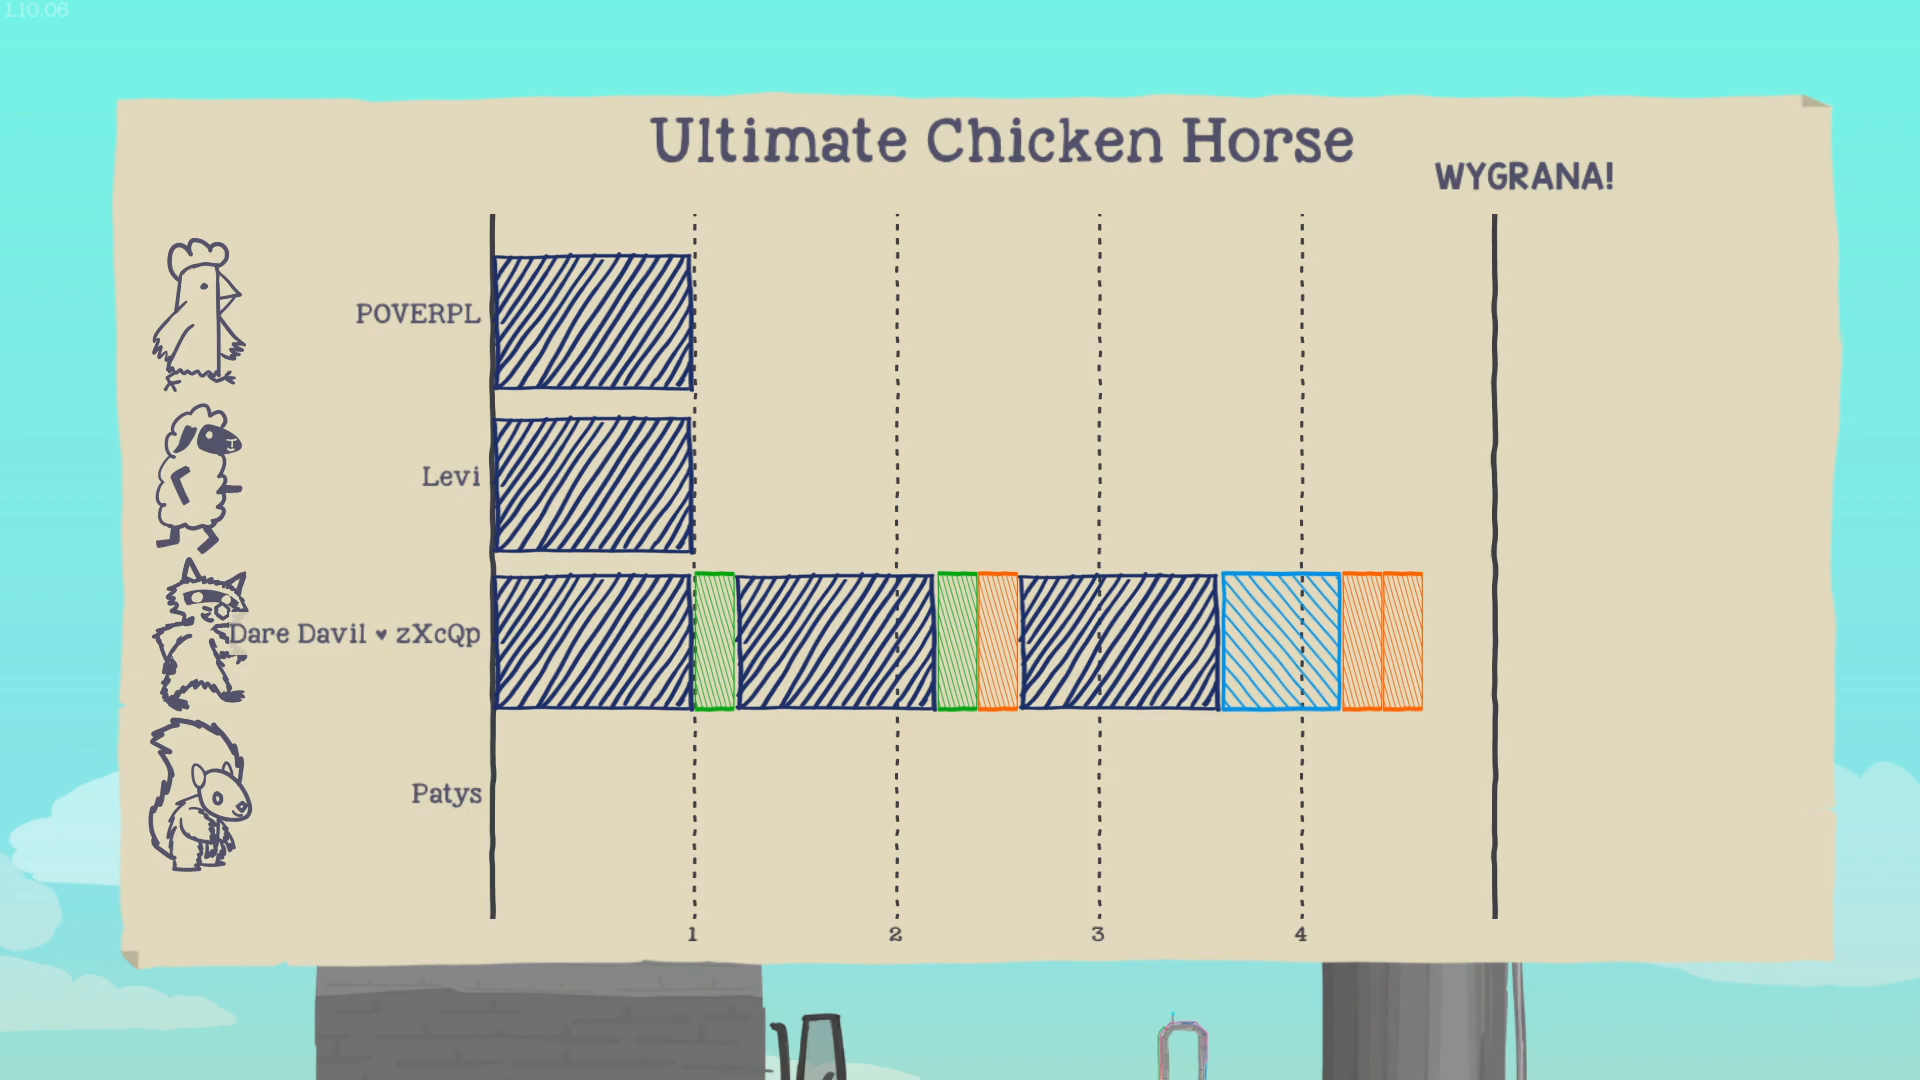 1.10.06
Ultimate Chicken Horse
WYGRANA!
POVERPL
Levi
Dare Davil ♥ zXcQp
Patys
1 2 3 4